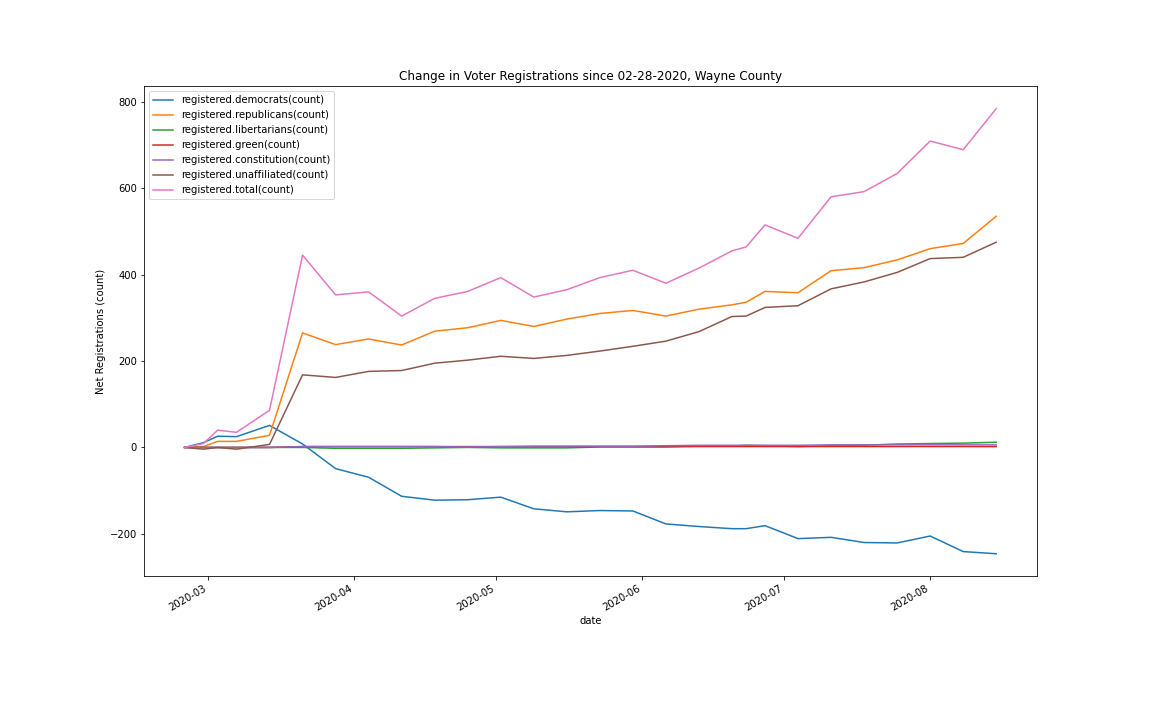 Change in Voter Registrations since 02-28-2020, Wayne County
registered.democrats(count)
registered.republicans(count)
registered.libertarians(count)
registered.green(count)
registered.constitution(count)
registered.unaffiliated(count)
registered.total(count)
Net Registrations (count)
800
600
400
200
0
−200
2020-03
2020-04
2020-05
2020-06
2020-07
2020-08
date